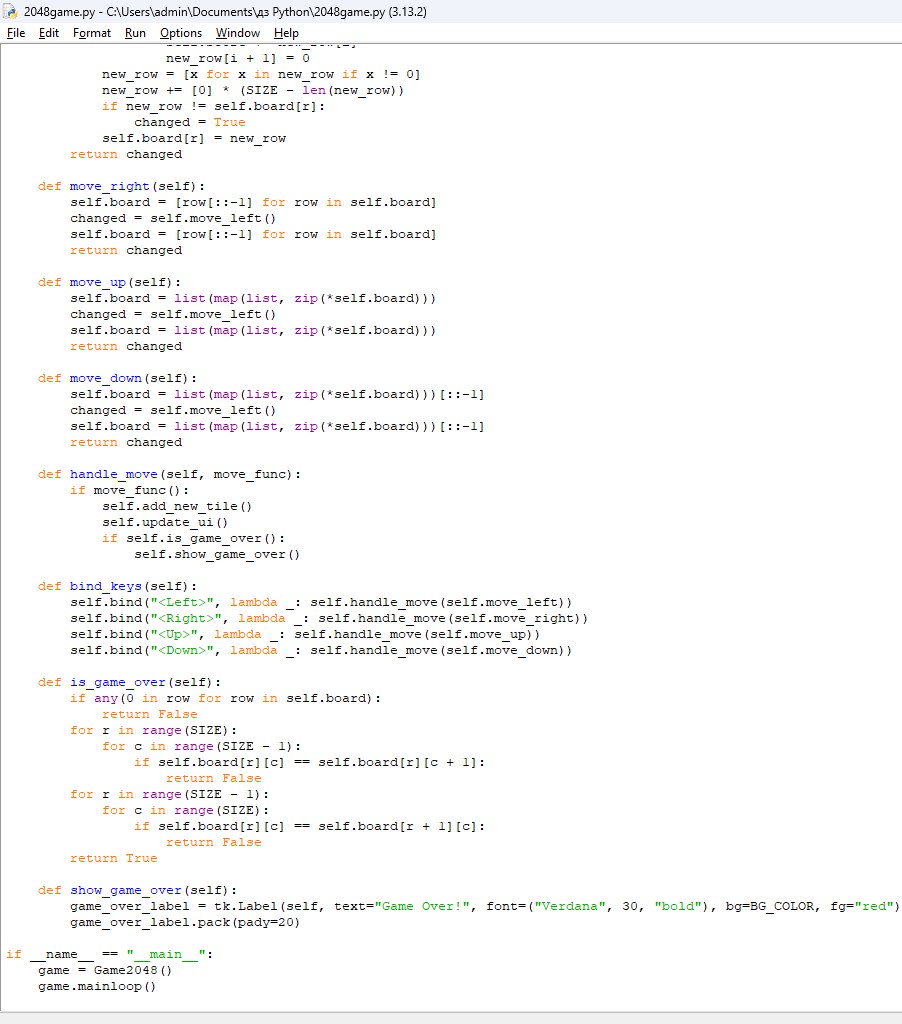 2048game.py - C:\Users\admin\Documents\дз Python\2048game.py (3.13.2)
File Edit Format Run Options Window Help
                    new_row[i + 1] = 0
            new_row = [x for x in new_row if x != 0]
            new_row += [0] * (SIZE - len(new_row))
            if new_row != self.board[r]:
                changed = True
            self.board[r] = new_row
        return changed

    def move_right(self):
        self.board = [row[::-1] for row in self.board]
        changed = self.move_left()
        self.board = [row[::-1] for row in self.board]
        return changed

    def move_up(self):
        self.board = list(map(list, zip(*self.board)))
        changed = self.move_left()
        self.board = list(map(list, zip(*self.board)))
        return changed

    def move_down(self):
        self.board = list(map(list, zip(*self.board)))[::-1]
        changed = self.move_left()
        self.board = list(map(list, zip(*self.board)))[::-1]
        return changed

    def handle_move(self, move_func):
        if move_func():
            self.add_new_tile()
            self.update_ui()
            if self.is_game_over():
                self.show_game_over()

    def bind_keys(self):
        self.bind("<Left>", lambda _: self.handle_move(self.move_left))
        self.bind("<Right>", lambda _: self.handle_move(self.move_right))
        self.bind("<Up>", lambda _: self.handle_move(self.move_up))
        self.bind("<Down>", lambda _: self.handle_move(self.move_down))

    def is_game_over(self):
        if any(0 in row for row in self.board):
            return False
        for r in range(SIZE):
            for c in range(SIZE - 1):
                if self.board[r][c] == self.board[r][c + 1]:
                    return False
        for r in range(SIZE - 1):
            for c in range(SIZE):
                if self.board[r][c] == self.board[r + 1][c]:
                    return False
        return True

    def show_game_over(self):
        game_over_label = tk.Label(self, text="Game Over!", font=("Verdana", 30, "bold"), bg=BG_COLOR, fg="red")
        game_over_label.pack(pady=20)

if __name__ == "__main__":
    game = Game2048()
    game.mainloop()